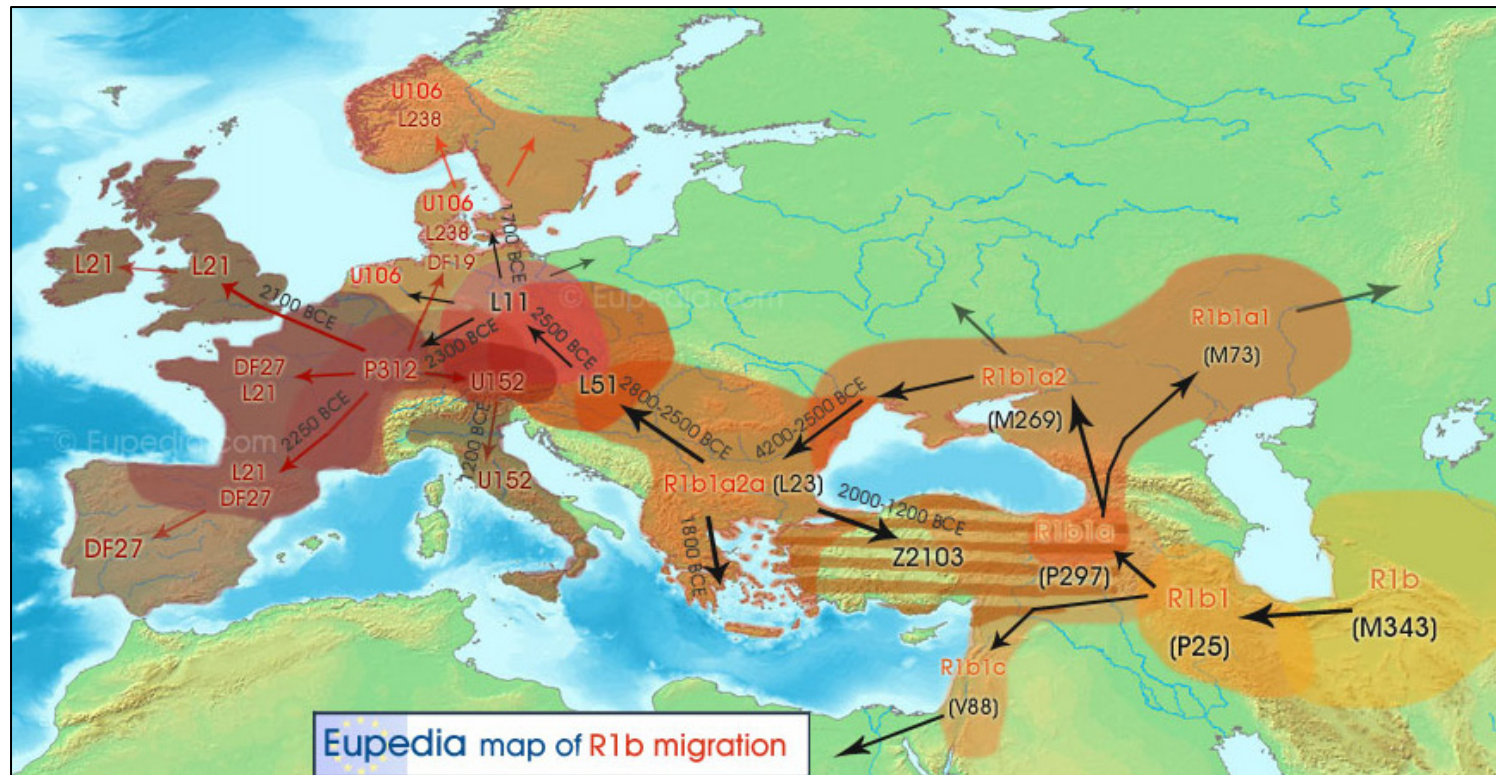 U106
L238
U106
L238
1700 BCE
DF19
U106
L21
L21
2100 BCE
L11
© Eupedia.com
2500 BCE
2300 BCE
DF27
L21
P312
U152
L51
R1b1a1
(M73)
R1b1a2
(M269)
2800-2500 BCE
4200-2500 BCE
© Eupedia.com
2250 BCE
1200 BCE
L21
DF27
U152
R1b1a2a (L23)
2000-1200 BCE
1800 BCE
Z2103
R1b1a
(P297)
DF27
R1b1
(P25)
R1b
(M343)
R1b1c
(V88)
Eupedia map of R1b migration